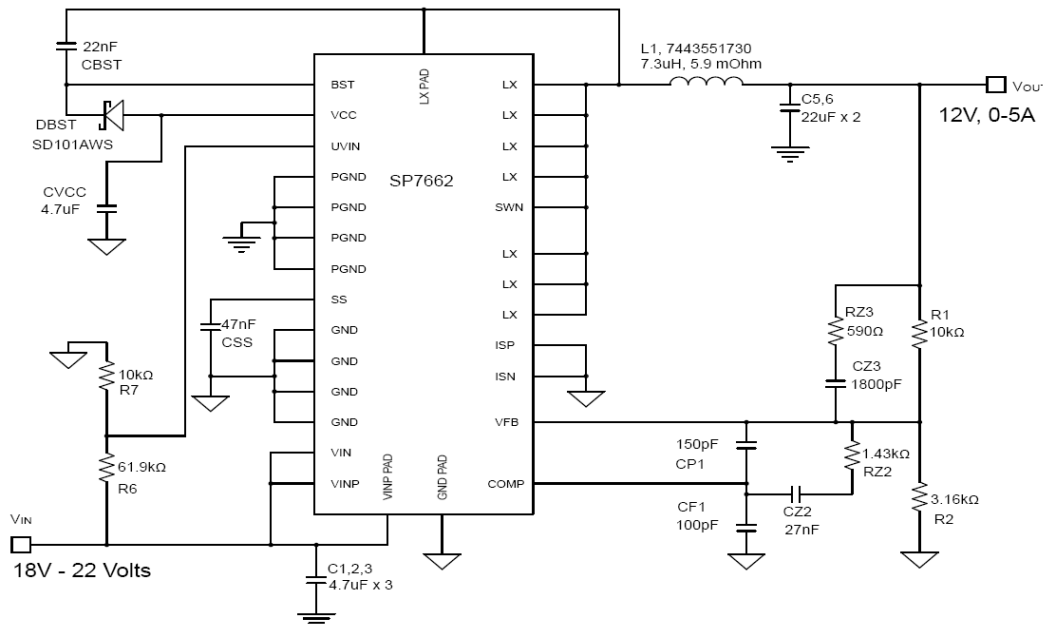 22nF
CBST
DBST
SD101AWS
CVCC
4.7uF
LX PAD
BST
VCC
UVIN
PGND
PGND
PGND
PGND
SS
GND
GND
GND
GND
VIN
VINP
SP7662
LX
LX
LX
LX
SWN
LX
LX
LX
ISP
ISN
VFB
COMP
VINP PAD
GND PAD
L1, 7443551730
7.3uH, 5.9 mOhm
C5,6
22uF x 2
VOUT
12V, 0-5A
47nF
CSS
10kΩ
R7
61.9kΩ
R6
VIN
18V - 22 Volts
C1,2,3
4.7uF x 3
RZ3
590Ω
R1
10kΩ
CZ3
1800pF
150pF
CP1
1.43kΩ
RZ2
CF1
100pF
CZ2
27nF
3.16kΩ
R2